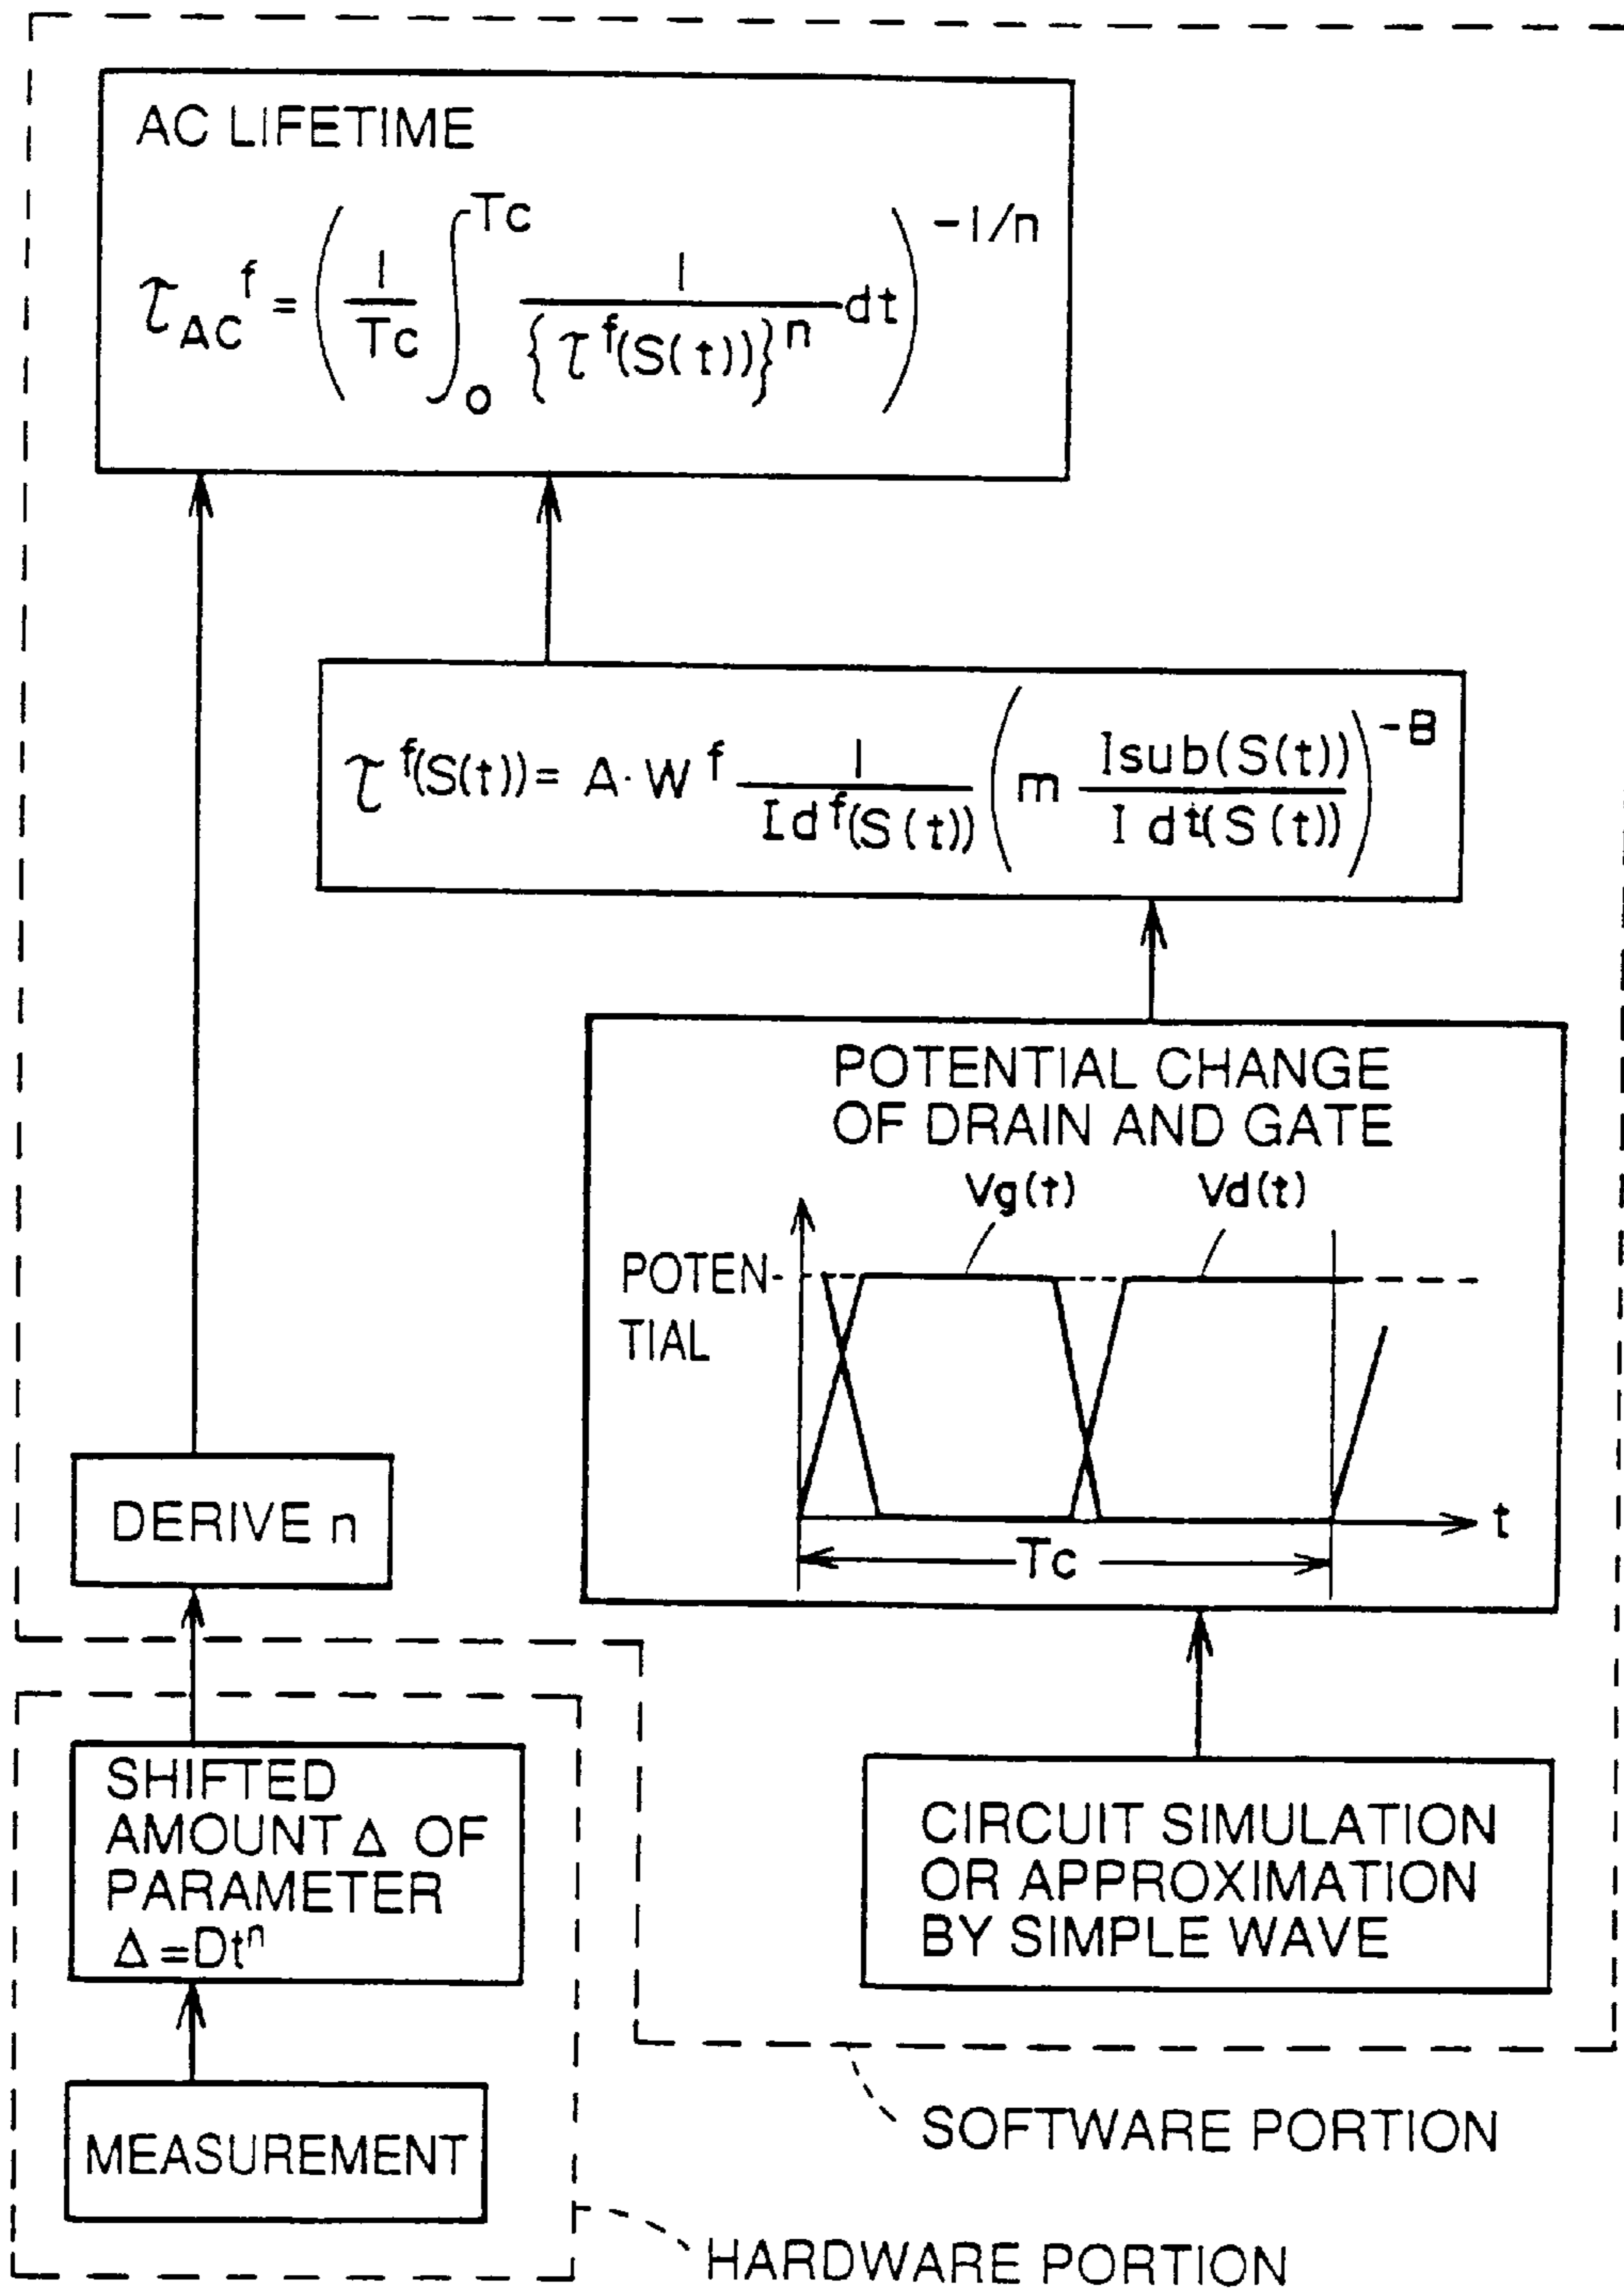 AC LIFETIME
τ_AC^f = ( 1/Tc ∫_0^Tc 1/{τ^f(S(t))}^n dt )^-1/n
τ^f(S(t)) = A·W^f 1/Id^f(S(t)) ( m Isub(S(t))/Id^t(S(t)) )^-B
POTENTIAL CHANGE
OF DRAIN AND GATE
Vg(t) Vd(t)
POTEN-
TIAL
t
Tc
DERIVE n
SHIFTED
AMOUNT Δ OF
PARAMETER
Δ=Dt^n
CIRCUIT SIMULATION
OR APPROXIMATION
BY SIMPLE WAVE
MEASUREMENT
SOFTWARE PORTION
HARDWARE PORTION